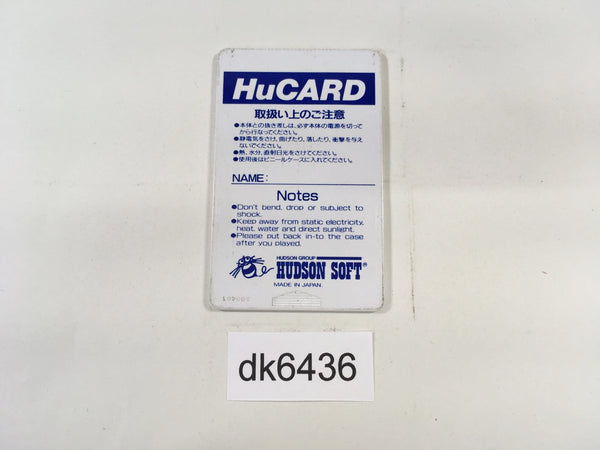 HuCARD
取扱い上のご注意
●本体との抜き差しは、必ず本体の電源を切って
から行なってください。
●静電気をさけ、曲げたり、落したり、衝撃を与え
ないでください。
●熱、水分、直射日光をさけてください。
●使用後はビニールケースに入れてください。
NAME:
Notes
●Don't bend, drop or subject to
shock.
●Keep away from static electricity,
heat, water and direct sunlight.
●Please put back in-to the case
after you played.
HUDSON GROUP
HUDSON SOFT®
MADE IN JAPAN
dk6436